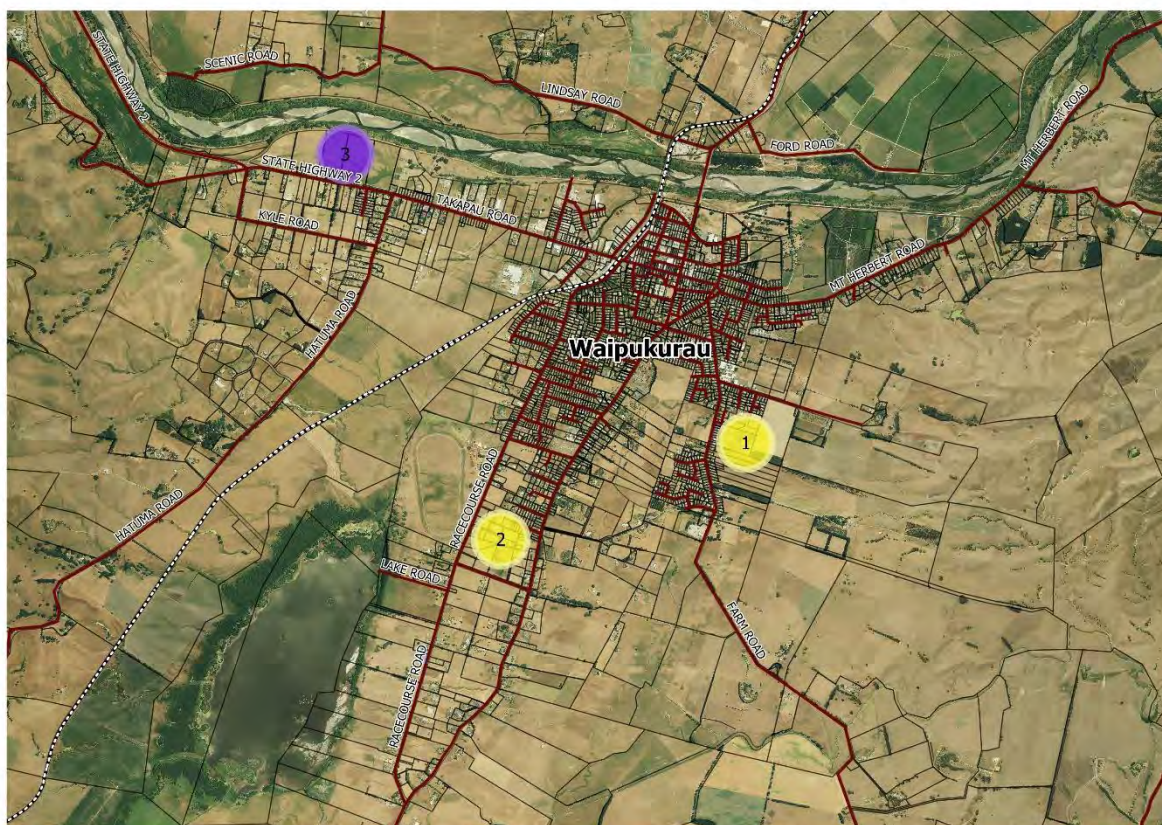 STATE HIGHWAY 2
SCENIC ROAD
LINDSAY ROAD
FORD ROAD
MT HERBERT ROAD
3
STATE HIGHWAY 2
TAKAPAU ROAD
KYLE ROAD
MT HERBERT ROAD
HATUMA ROAD
Waipukurau
1
RACECOURSE ROAD
HATUMA ROAD
2
LAKE ROAD
FARM ROAD
RACECOURSE ROAD